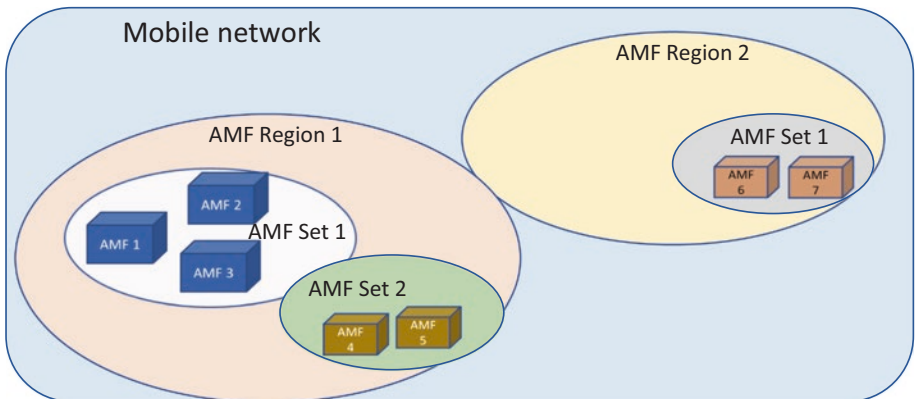 Mobile network
AMF Region 2
AMF Region 1
AMF Set 1
AMF
6
AMF
7
AMF 2
AMF Set 1
AMF 1
AMF 3
AMF Set 2
AMF
4
AMF
5